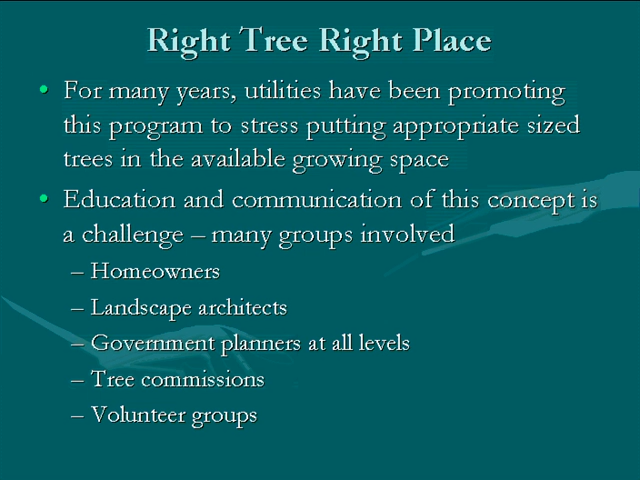 Right Tree Right Place
• For many years, utilities have been promoting
this program to stress putting appropriate sized
trees in the available growing space
• Education and communication of this concept is
a challenge – many groups involved
– Homeowners
– Landscape architects
– Government planners at all levels
– Tree commissions
– Volunteer groups